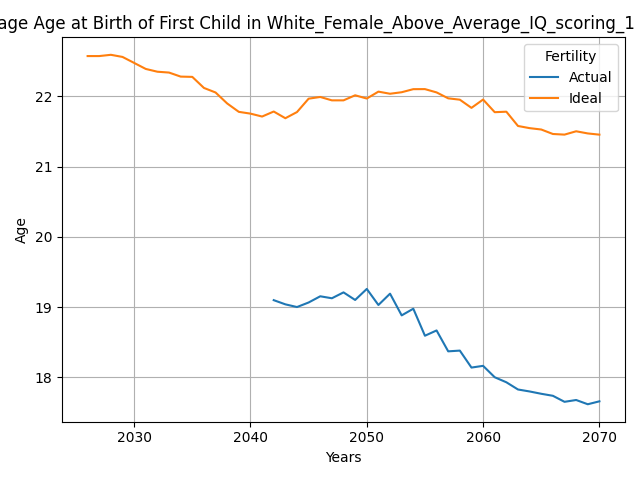 age Age at Birth of First Child in White_Female_Above_Average_IQ_scoring_1
Fertility
Actual
Ideal
22
21
20
19
18
Age
2030 2040 2050 2060 2070
Years